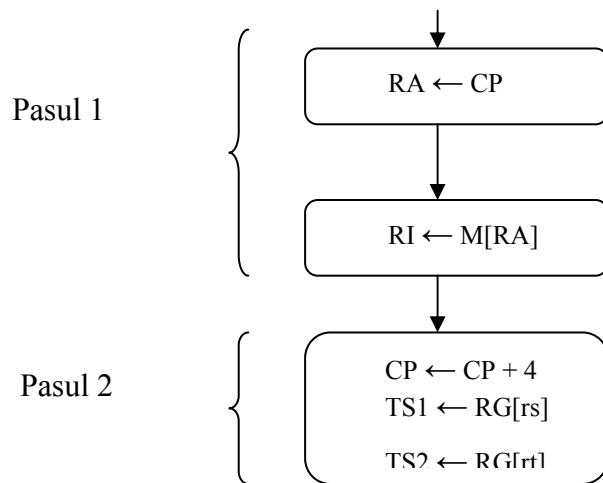 Pasul 1
RA ← CP
RI ← M[RA]
Pasul 2
CP ← CP + 4
TS1 ← RG[rs]
TS2 ← RG[rt]